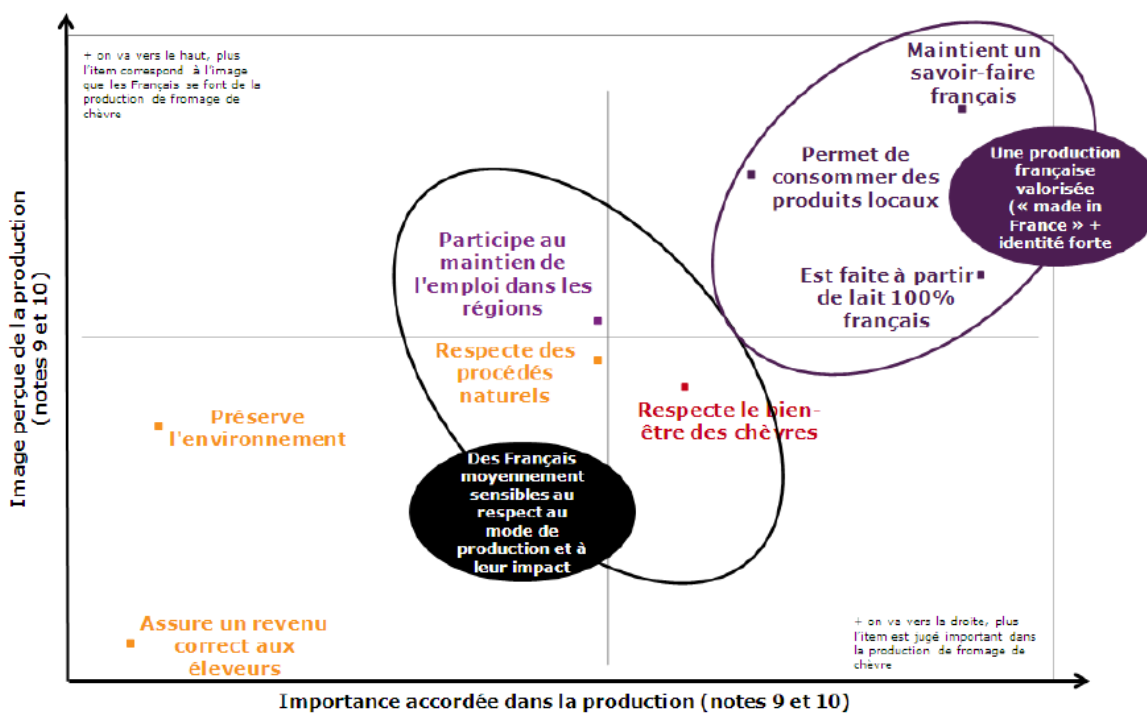 + on va vers le haut, plus
l'item correspond à l'image
que les Français se font de la
production de fromage de
chèvre
Maintient un
savoir-faire
français
Permet de
consommer des
produits locaux
Une production
française
valorisée
(« made in
France » +
identité forte
Est faite à partir
de lait 100%
français
Participe au
maintien de
l'emploi dans les
régions
Respecte des
procédés
naturels
Respecte le bien-
être des chèvres
Préserve
l'environnement
Des Français
moyennement
sensibles au
respect au
mode de
production et à
leur impact
Assure un revenu
correct aux
éleveurs
+ on va vers la droite, plus
l'item est jugé important dans
la production de fromage de
chèvre
Image perçue de la production
(notes 9 et 10)
Importance accordée dans la production (notes 9 et 10)